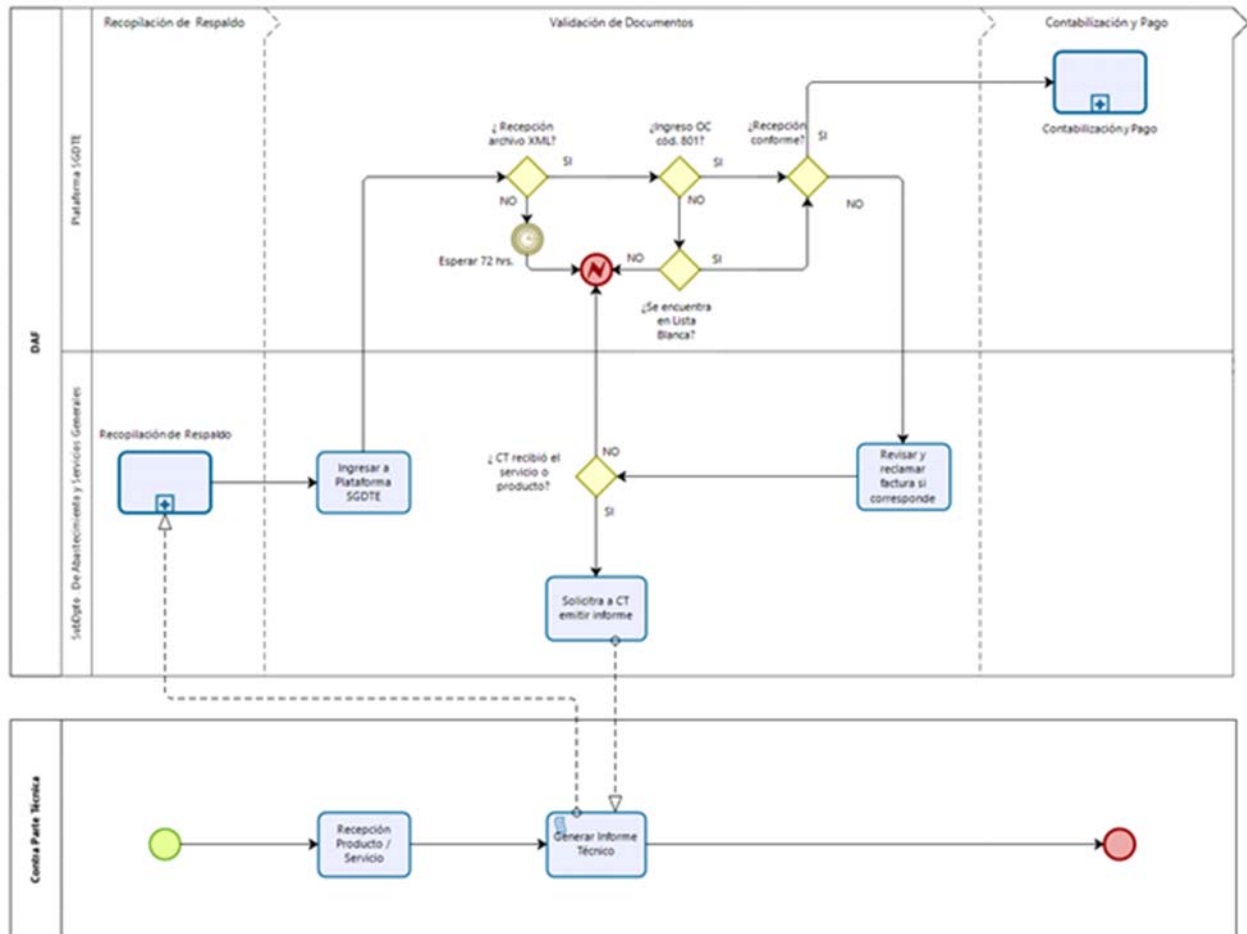 Recopilación de Respaldo
Validación de Documentos
Contabilización y Pago
DAF
Plataforma SGDTE
¿ Recepción
archivo XML?
SI
NO
Esperar 72 hrs.
¿Ingreso OC
cód. 801?
SI
NO
¿Recepción
conforme?
SI
NO
NO
SI
¿Se encuentra
en Lista
Blanca?
Contabilización y Pago
SubDpto. De Abastecimiento y Servicios Generales
Recopilación de Respaldo
Ingresar a
Plataforma
SGDTE
¿ CT recibió el
servicio o
producto?
NO
SI
Revisar y
reclamar
factura si
corresponde
Solicitra a CT
emitir informe
Contra Parte Técnica
Recepción
Producto /
Servicio
Generar Informe
Técnico